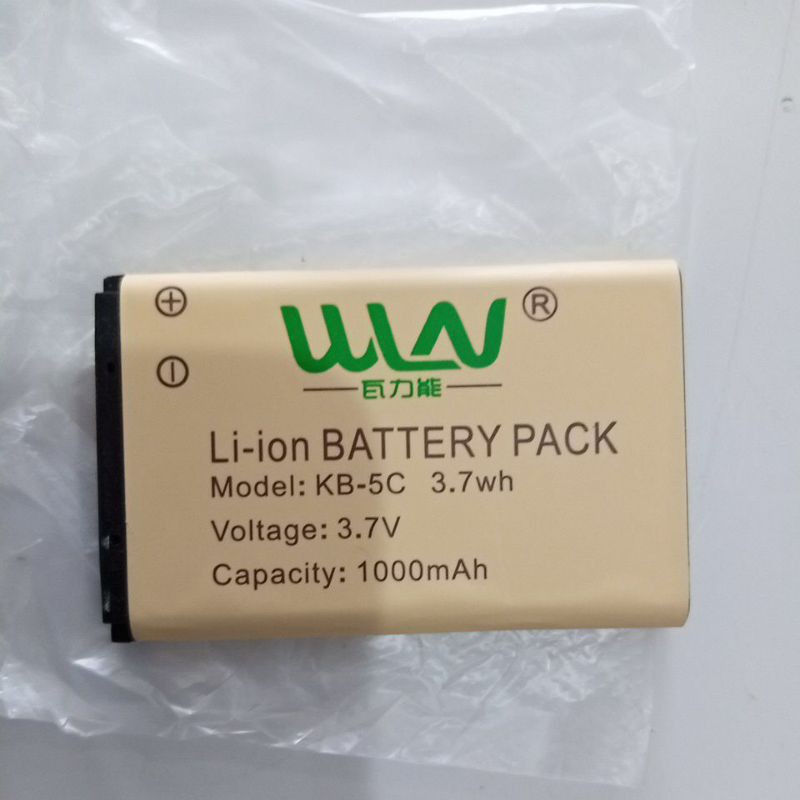 WLN ®
瓦力能
Li-ion BATTERY PACK
Model: KB-5C 3.7wh
Voltage: 3.7V
Capacity: 1000mAh